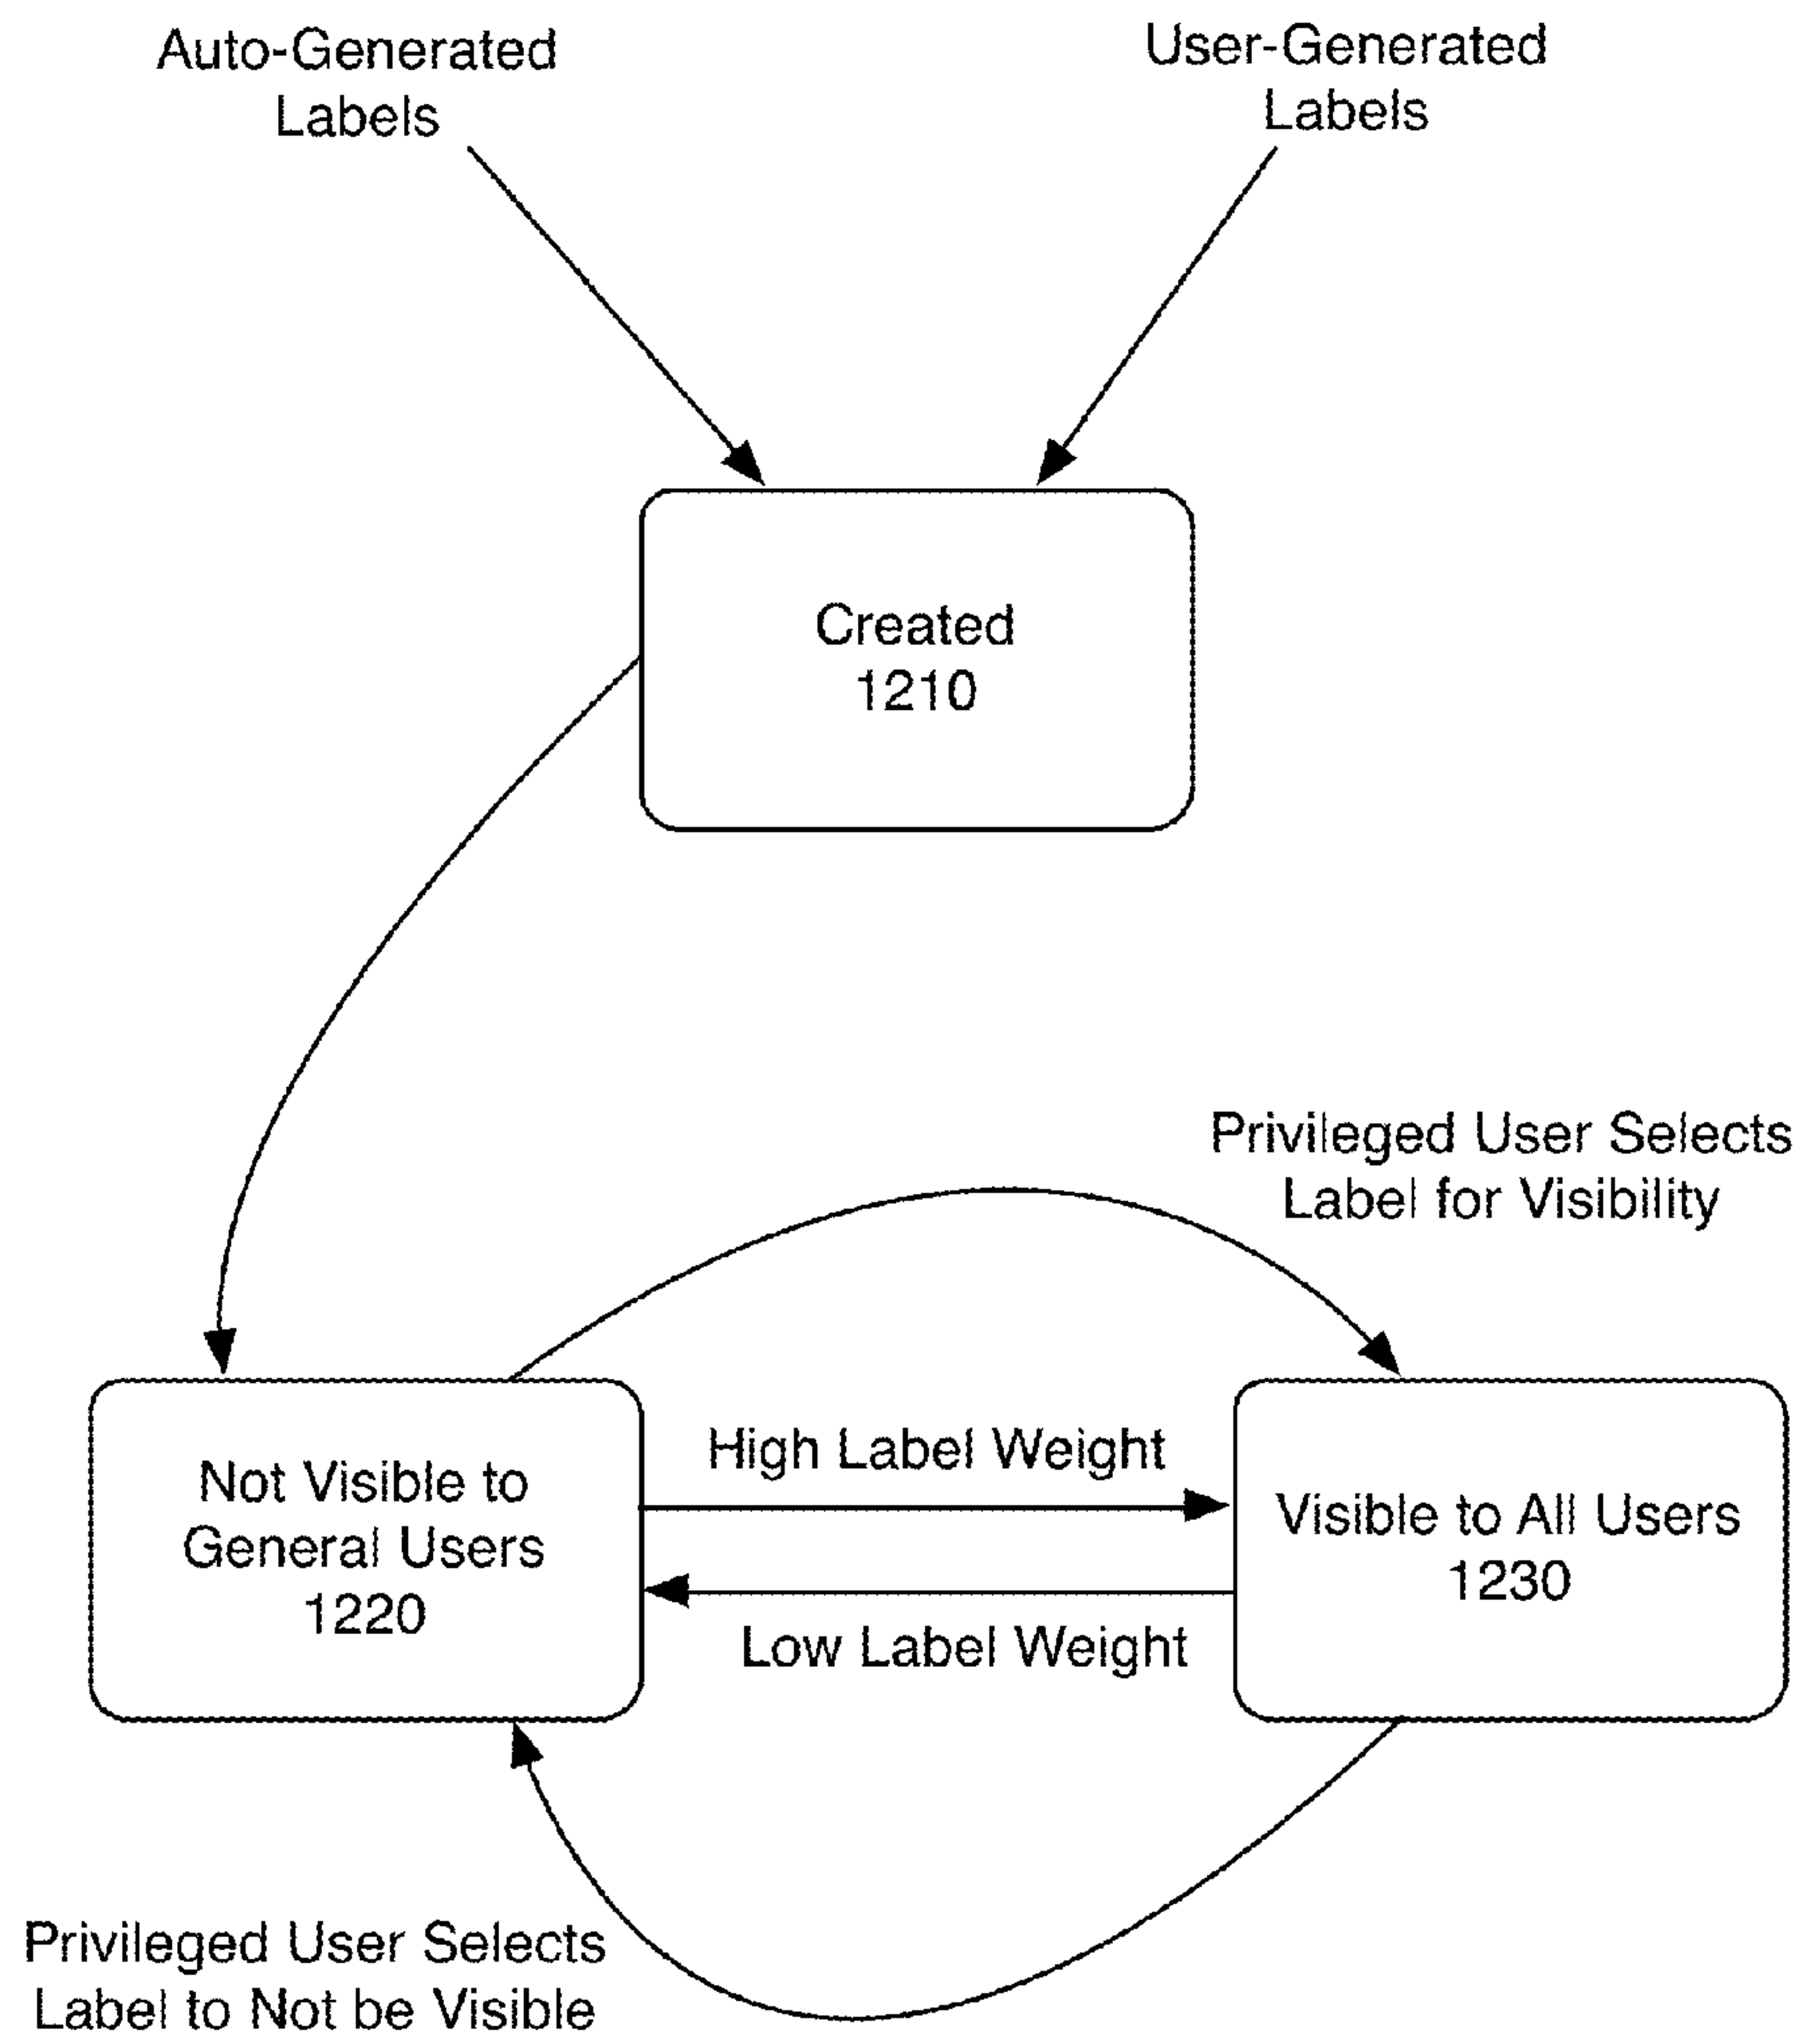 Auto-Generated
Labels
User-Generated
Labels
Created
1210
Privileged User Selects
Label for Visibility
High Label Weight
Not Visible to
General Users
1220
Visible to All Users
1230
Low Label Weight
Privileged User Selects
Label to Not be Visible